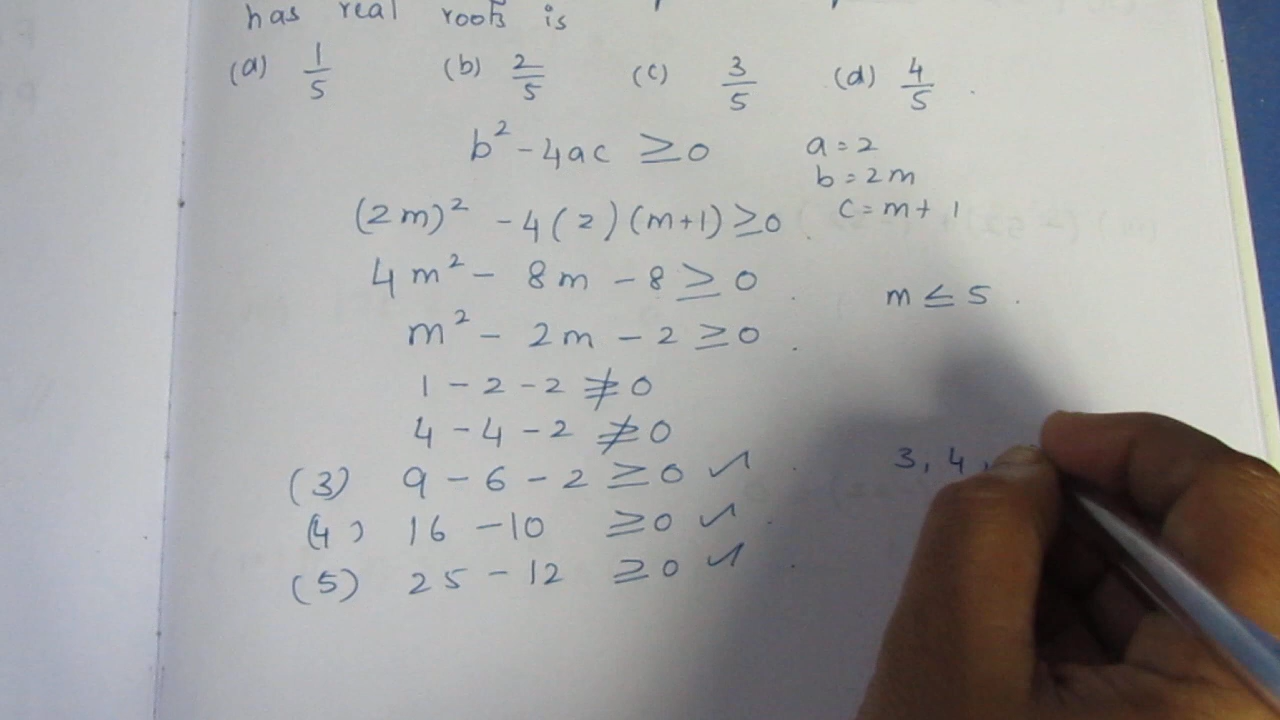 has real roots is
(a) 1/5 (b) 2/5 (c) 3/5 (d) 4/5 .
b² - 4ac ≥ 0 a = 2
b = 2m
(2m)² - 4(2)(m+1) ≥ 0 . c = m + 1
4m² - 8m - 8 ≥ 0 . m ≤ 5 .
m² - 2m - 2 ≥ 0 .
1 - 2 - 2 ≱ 0
4 - 4 - 2 ≱ 0
(3) 9 - 6 - 2 ≥ 0 ✓ . 3, 4,
(4) 16 - 10 ≥ 0 ✓ .
(5) 25 - 12 ≥ 0 ✓ .